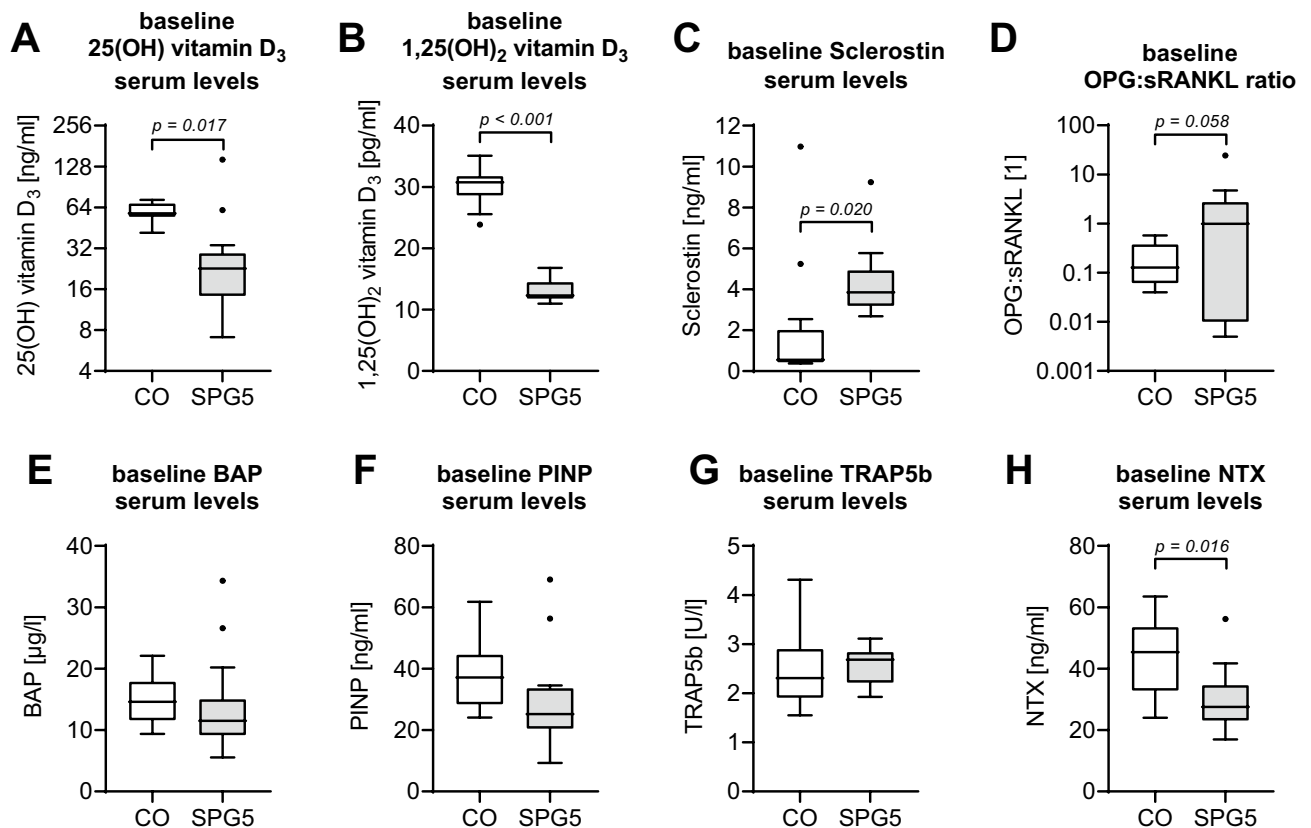 A
baseline
25(OH) vitamin D₃
serum levels
25(OH) vitamin D₃ [ng/ml]
256
128
64
32
16
8
4
p = 0.017
CO SPG5
B
baseline
1,25(OH)₂ vitamin D₃
serum levels
1,25(OH)₂ vitamin D₃ [pg/ml]
40
30
20
10
0
p < 0.001
CO SPG5
C
baseline Sclerostin
serum levels
Sclerostin [ng/ml]
12
10
8
6
4
2
0
p = 0.020
CO SPG5
D
baseline
OPG:sRANKL ratio
OPG:sRANKL [1]
100
10
1
0.1
0.01
0.001
p = 0.058
CO SPG5
E
baseline BAP
serum levels
BAP [µg/l]
40
30
20
10
0
CO SPG5
F
baseline PINP
serum levels
PINP [ng/ml]
80
60
40
20
0
CO SPG5
G
baseline TRAP5b
serum levels
TRAP5b [U/l]
5
4
3
2
1
0
CO SPG5
H
baseline NTX
serum levels
NTX [ng/ml]
80
60
40
20
0
p = 0.016
CO SPG5